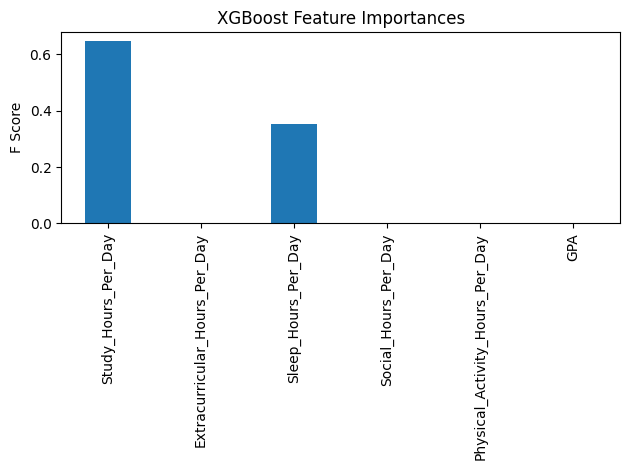 XGBoost Feature Importances
F Score
0.6
0.4
0.2
0.0
Study_Hours_Per_Day
Extracurricular_Hours_Per_Day
Sleep_Hours_Per_Day
Social_Hours_Per_Day
Physical_Activity_Hours_Per_Day
GPA